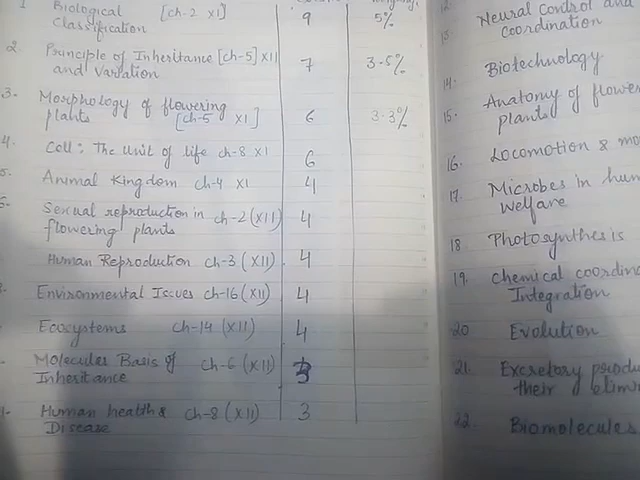 1 Biological [ch-2 XI] 9 5%
Classification
2. Principle of Inheritance [ch-5] XII 7 3.5%
and Variation
3. Morphology of flowering 6 3.3%
plants [ch-5 XI]
4. Cell: The unit of life ch-8 XI 6
5. Animal Kingdom ch-4 XI 4
6. Sexual reproduction in ch-2 (XII) 4
flowering plants
Human Reproduction ch-3 (XII) 4
Environmental Issues ch-16 (XII) 4
Ecosystems ch-14 (XII) 4
Molecules Basis of ch-6 (XII) 3
Inheritance
Human health & ch-8 (XII) 3
Disease
12.
13. Neural control and
coordination
14. Biotechnology
15. Anatomy of flower
plants
16. Locomotion &
17. Microbes in hum
welfare
18 Photosynthesis
19. Chemical coordina
Integration
20 Evolution
21. Excretory produ
their elimi
22. Biomolecules